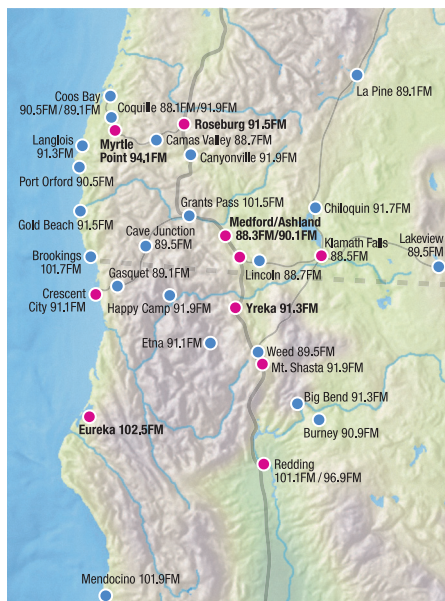 La Pine 89.1FM
Coos Bay
90.5FM/89.1FM
Coquille 88.1FM/91.9FM
Roseburg 91.5FM
Langlois
91.3FM
Myrtle
Point 94.1FM
Camas Valley 88.7FM
Canyonville 91.9FM
Port Orford 90.5FM
Grants Pass 101.5FM
Gold Beach 91.5FM
Medford/Ashland
88.3FM/90.1FM
Chiloquin 91.7FM
Cave Junction
89.5FM
Klamath Falls
88.5FM
Lakeview
89.5FM
Brookings
101.7FM
Gasquet 89.1FM
Lincoln 88.7FM
Crescent
City 91.1FM
Happy Camp 91.9FM
Yreka 91.3FM
Etna 91.1FM
Weed 89.5FM
Mt. Shasta 91.9FM
Big Bend 91.3FM
Burney 90.9FM
Eureka 102,5FM
Redding
101.1FM/96.9FM
Mendocino 101.9FM